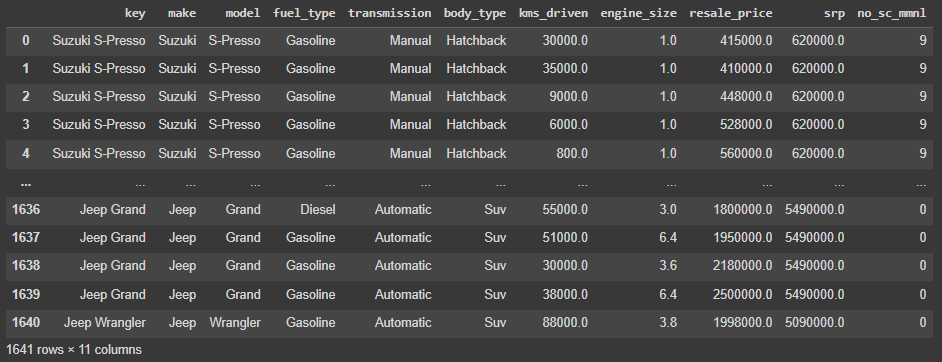 key make model fuel_type transmission body_type kms_driven engine_size resale_price srp no_sc_mmnl
0 Suzuki S-Presso Suzuki S-Presso Gasoline Manual Hatchback 30000.0 1.0 415000.0 620000.0 9
1 Suzuki S-Presso Suzuki S-Presso Gasoline Manual Hatchback 35000.0 1.0 410000.0 620000.0 9
2 Suzuki S-Presso Suzuki S-Presso Gasoline Manual Hatchback 9000.0 1.0 448000.0 620000.0 9
3 Suzuki S-Presso Suzuki S-Presso Gasoline Manual Hatchback 6000.0 1.0 528000.0 620000.0 9
4 Suzuki S-Presso Suzuki S-Presso Gasoline Manual Hatchback 800.0 1.0 560000.0 620000.0 9
... ... ... ... ... ... ... ... ... ... ... ...
1636 Jeep Grand Jeep Grand Diesel Automatic Suv 55000.0 3.0 1800000.0 5490000.0 0
1637 Jeep Grand Jeep Grand Gasoline Automatic Suv 51000.0 6.4 1950000.0 5490000.0 0
1638 Jeep Grand Jeep Grand Gasoline Automatic Suv 30000.0 3.6 2180000.0 5490000.0 0
1639 Jeep Grand Jeep Grand Gasoline Automatic Suv 38000.0 6.4 2500000.0 5490000.0 0
1640 Jeep Wrangler Jeep Wrangler Gasoline Automatic Suv 88000.0 3.8 1998000.0 5090000.0 0
1641 rows × 11 columns